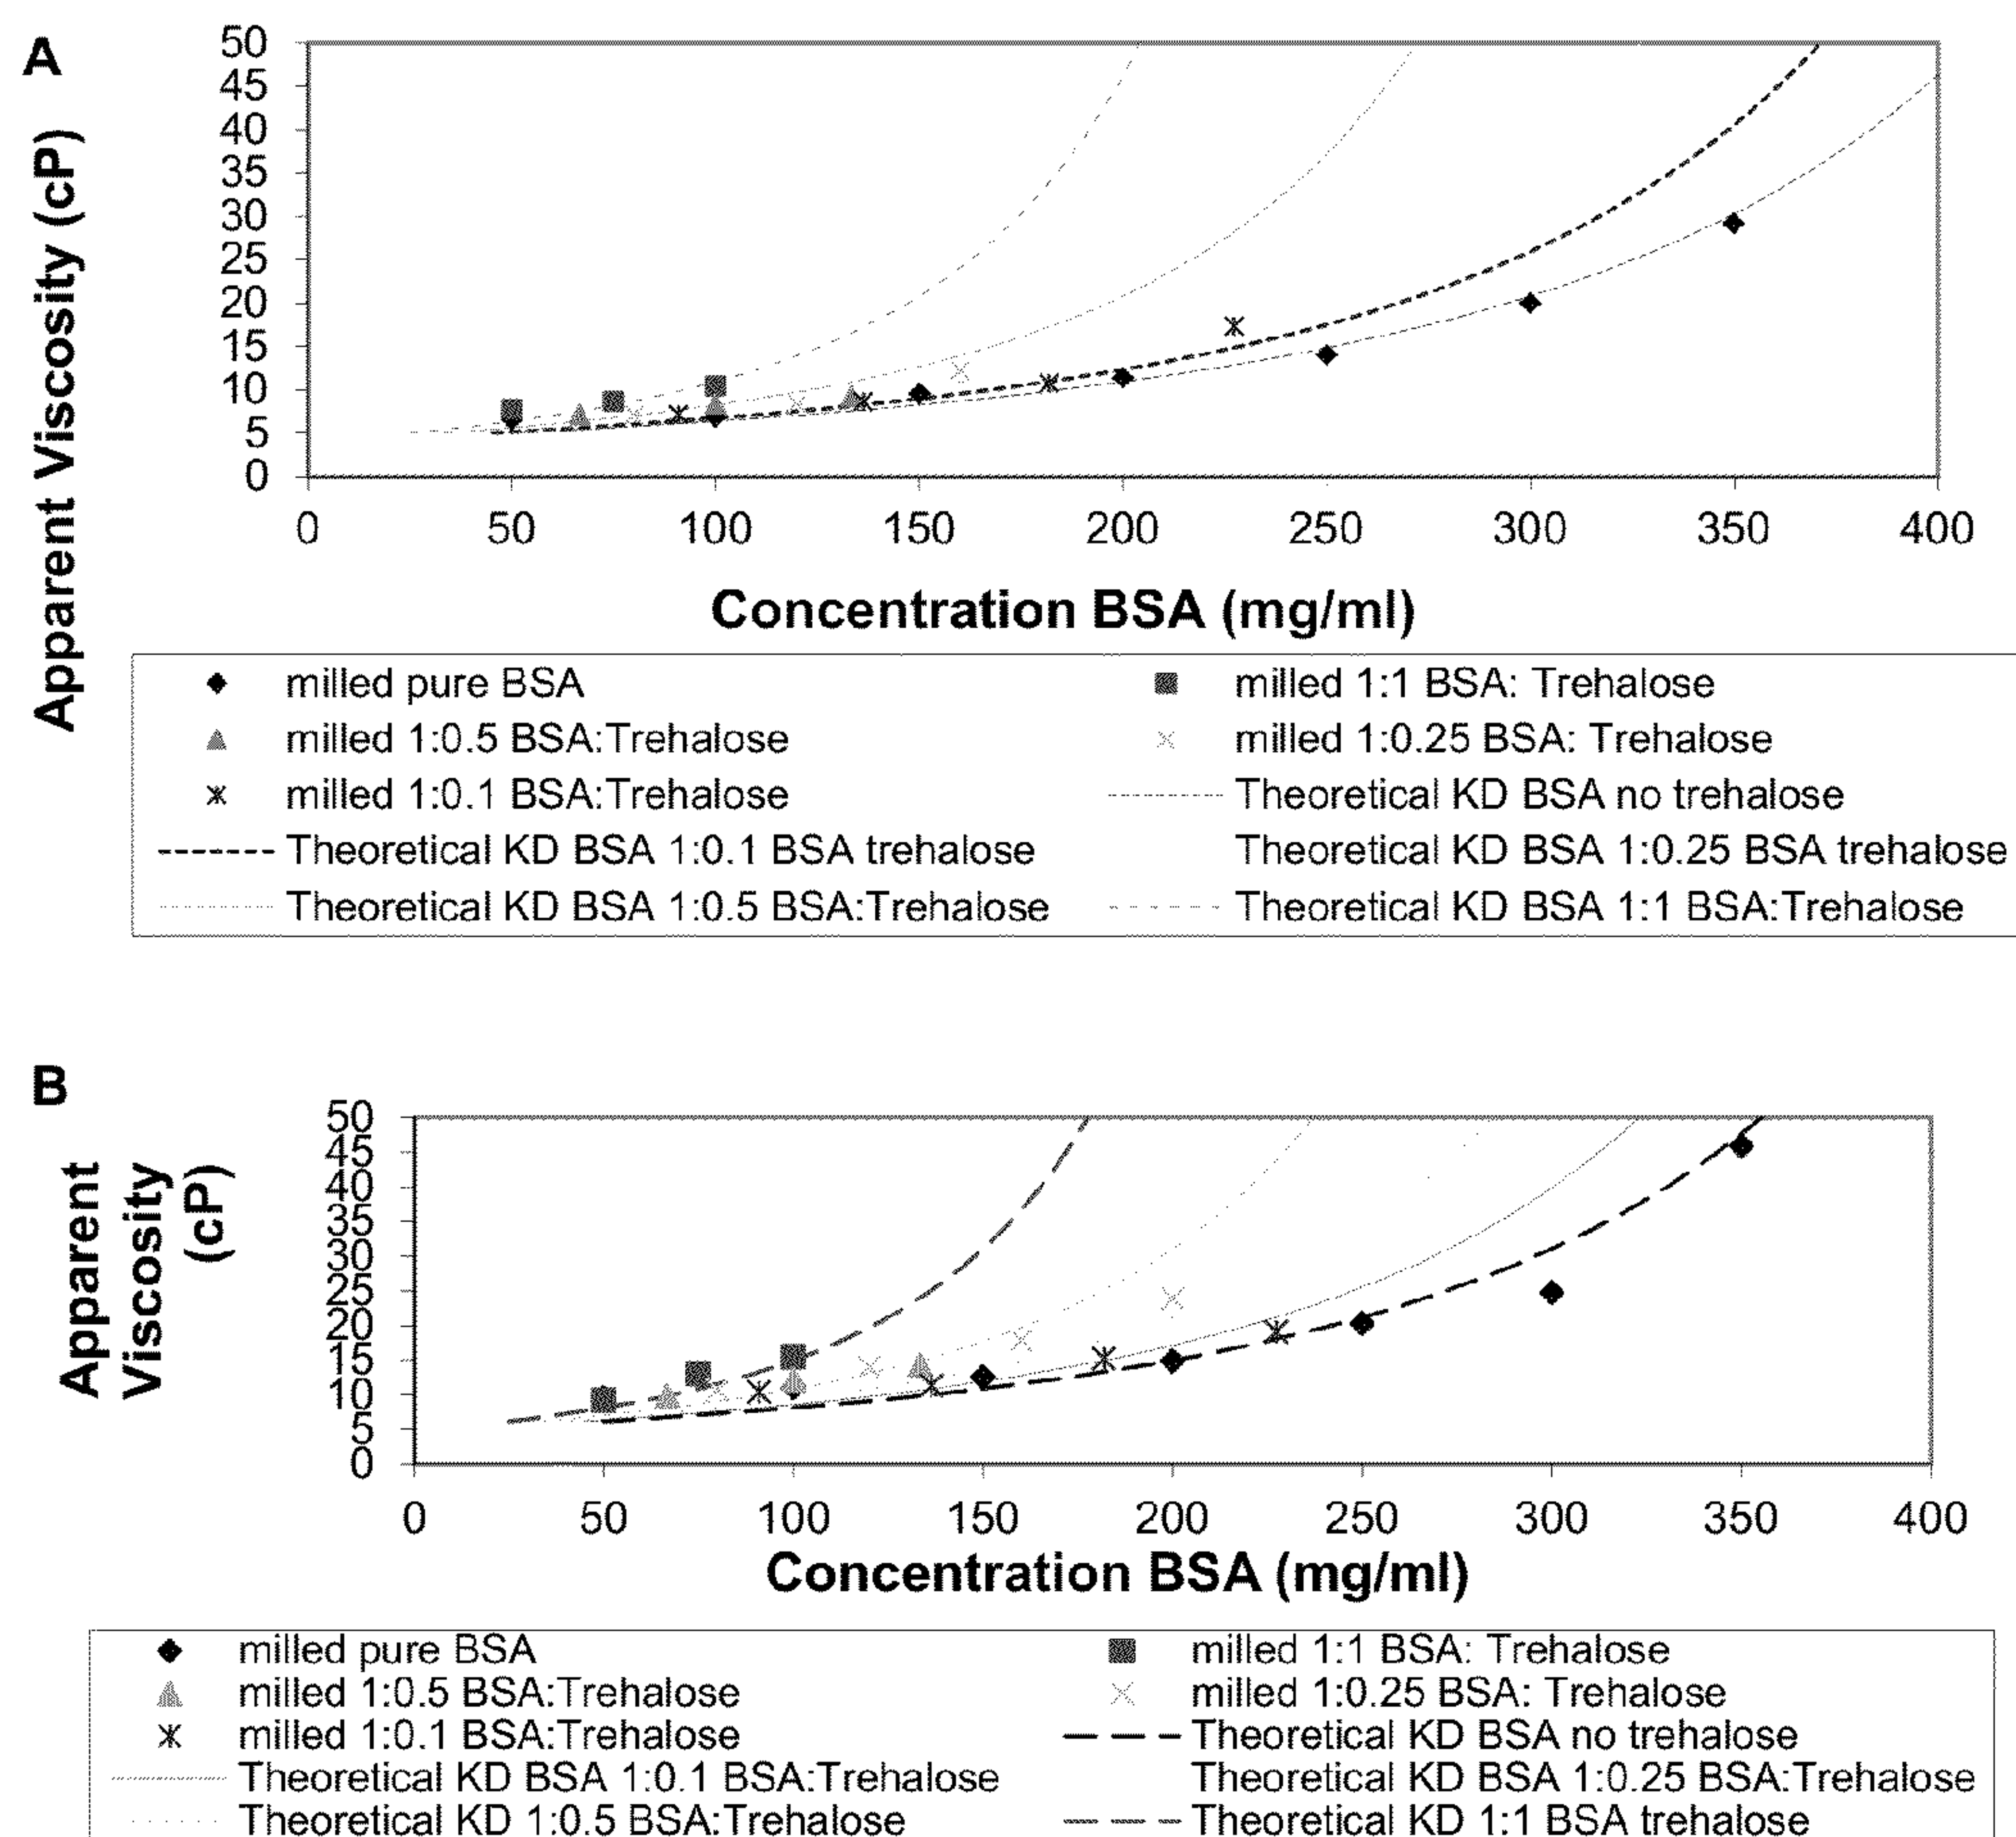 A
Apparent Viscosity (cP)
50
45
40
35
30
25
20
15
10
5
0
0 50 100 150 200 250 300 350 400
Concentration BSA (mg/ml)
milled pure BSA
milled 1:1 BSA: Trehalose
milled 1:0.5 BSA:Trehalose
milled 1:0.25 BSA: Trehalose
milled 1:0.1 BSA:Trehalose
Theoretical KD BSA no trehalose
Theoretical KD BSA 1:0.1 BSA trehalose
Theoretical KD BSA 1:0.25 BSA trehalose
Theoretical KD BSA 1:0.5 BSA:Trehalose
Theoretical KD BSA 1:1 BSA:Trehalose
B
Apparent
Viscosity
(cP)
50
45
40
35
30
25
20
15
10
5
0
0 50 100 150 200 250 300 350 400
Concentration BSA (mg/ml)
milled pure BSA
milled 1:1 BSA: Trehalose
milled 1:0.5 BSA:Trehalose
milled 1:0.25 BSA: Trehalose
milled 1:0.1 BSA:Trehalose
Theoretical KD BSA no trehalose
Theoretical KD BSA 1:0.1 BSA:Trehalose
Theoretical KD BSA 1:0.25 BSA:Trehalose
Theoretical KD 1:0.5 BSA:Trehalose
Theoretical KD 1:1 BSA trehalose